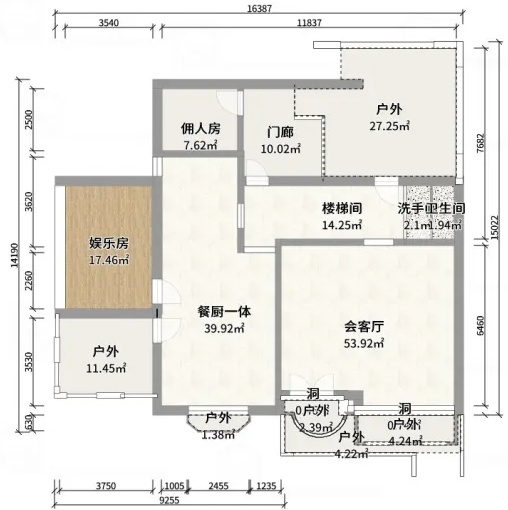 16387
3540
11837
户外
27.25㎡
佣人房
7.62㎡
门廊
10.02㎡
2500
7682
3620
楼梯间
14.25㎡
洗手间
2.1㎡
卫生间
1.94㎡
15022
14190
娱乐房
17.46㎡
2260
餐厨一体
39.92㎡
会客厅
53.92㎡
6460
户外
11.45㎡
3530
洞
洞
户外
2.39㎡
户外
1.38㎡
户外
4.24㎡
户外
4.22㎡
630
3750
1005
2455
1235
9255